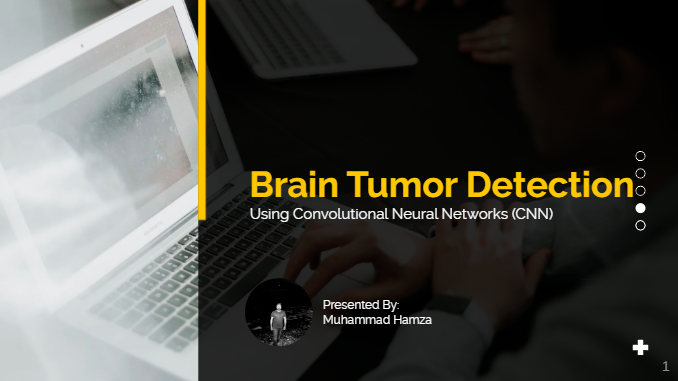 Brain Tumor Detection
Using Convolutional Neural Networks (CNN)
Presented By:
Muhammad Hamza
1